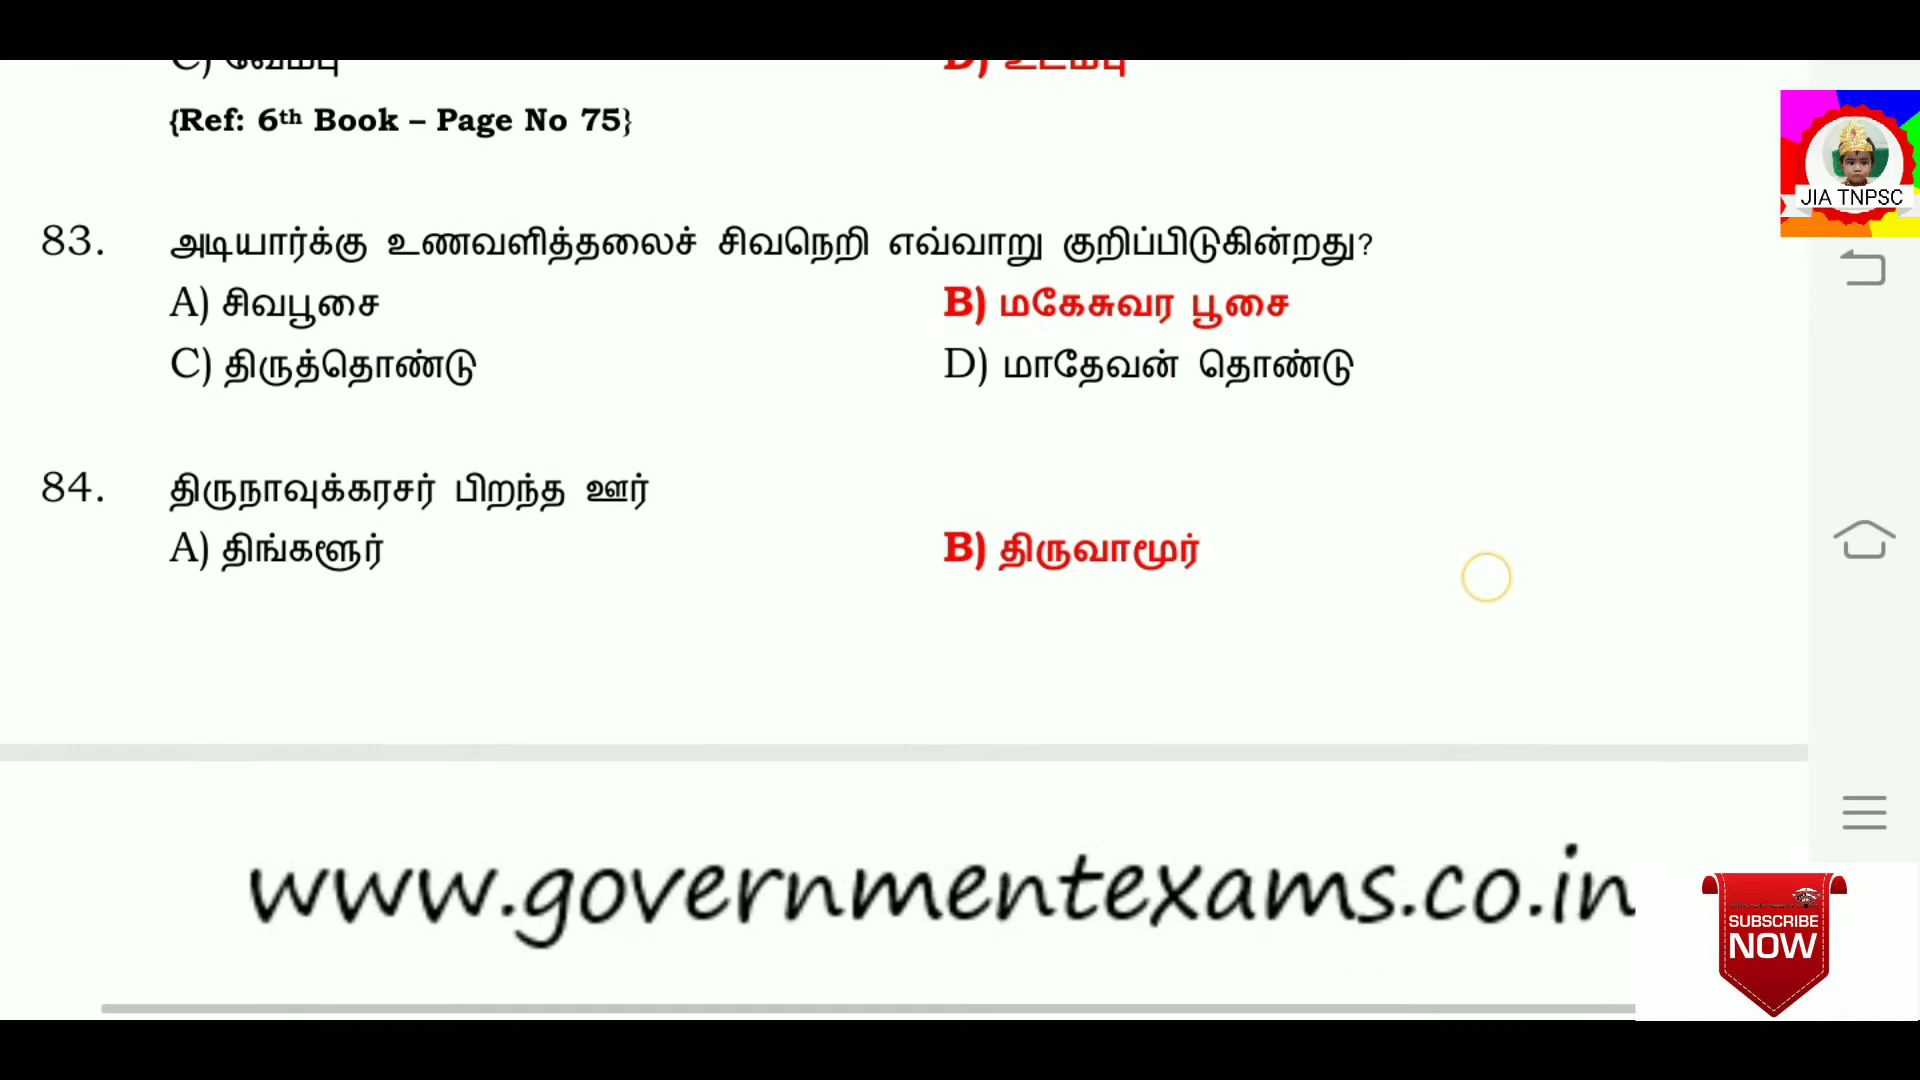 {Ref: 6th Book – Page No 75}
JIA TNPSC
83. அடியார்க்கு உணவளித்தலைச் சிவநெறி எவ்வாறு குறிப்பிடுகின்றது?
A) சிவபூசை B) மகேசுவர பூசை
C) திருத்தொண்டு D) மாதேவன் தொண்டு
84. திருநாவுக்கரசர் பிறந்த ஊர்
A) திங்களூர் B) திருவாமூர்
www.governmentexams.co.in
SUBSCRIBE
NOW